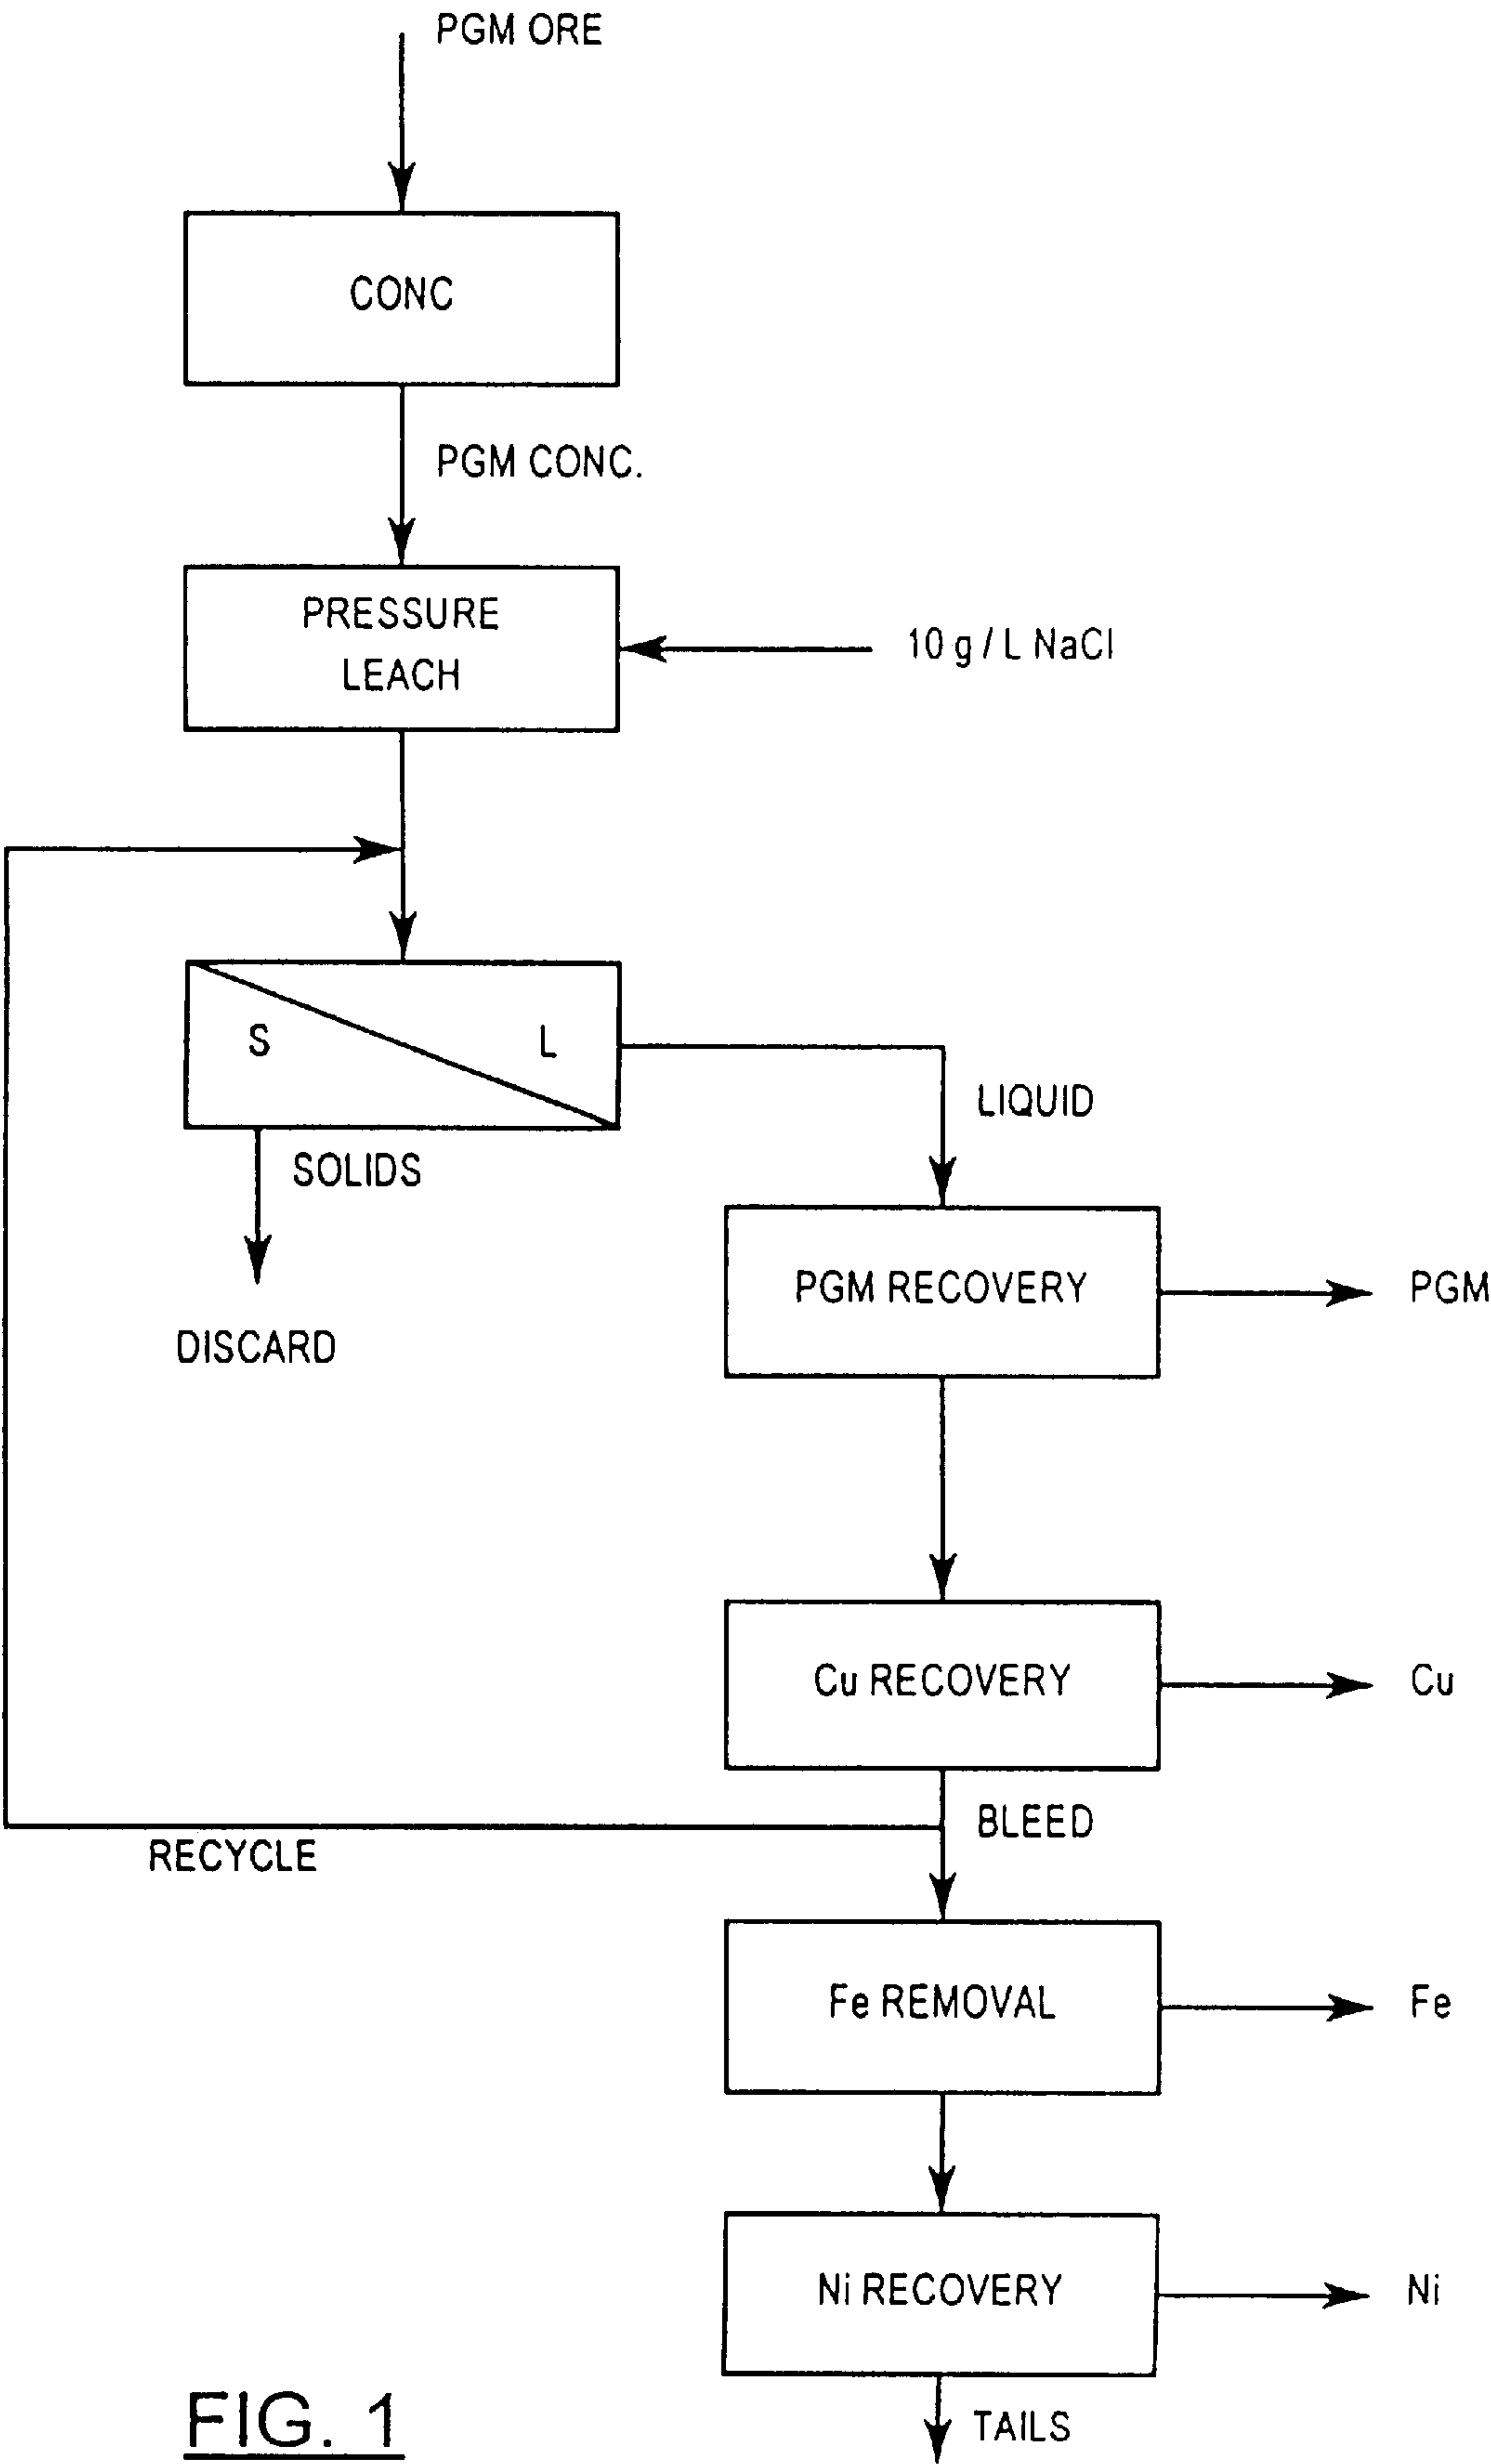 PGM ORE
CONC
PGM CONC.
PRESSURE
LEACH
10 g / L NaCl
S
L
LIQUID
SOLIDS
DISCARD
PGM RECOVERY
PGM
Cu RECOVERY
Cu
BLEED
RECYCLE
Fe REMOVAL
Fe
Ni RECOVERY
Ni
TAILS
FIG. 1